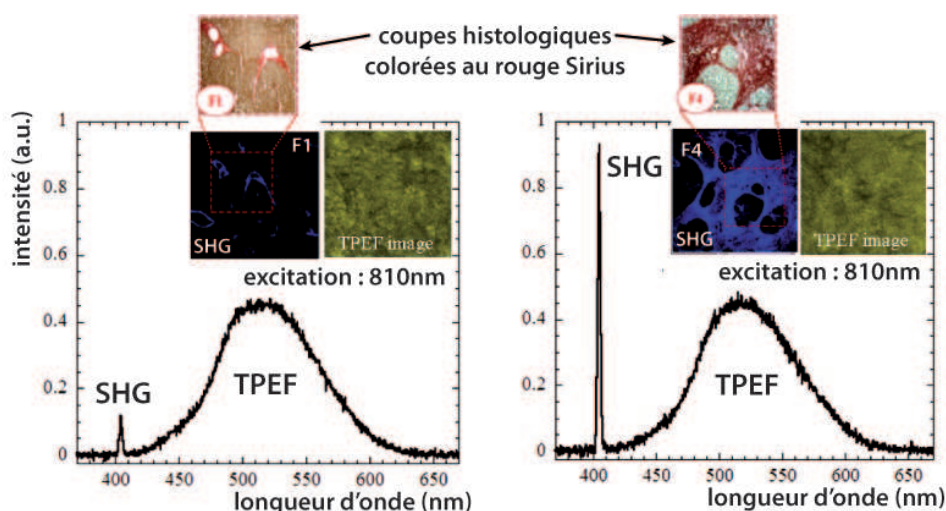 coupes histologiques
colorées au rouge Sirius
F1
F4
intensité (a.u.)
1
0.8
0.6
0.4
0.2
0
F1
SHG
TPEF image
excitation : 810nm
SHG
TPEF
400 450 500 550 600 650
longueur d'onde (nm)
1
0.8
0.6
0.4
0.2
0
SHG
F4
SHG
TPEF image
excitation : 810nm
TPEF
400 450 500 550 600 650
longueur d'onde (nm)